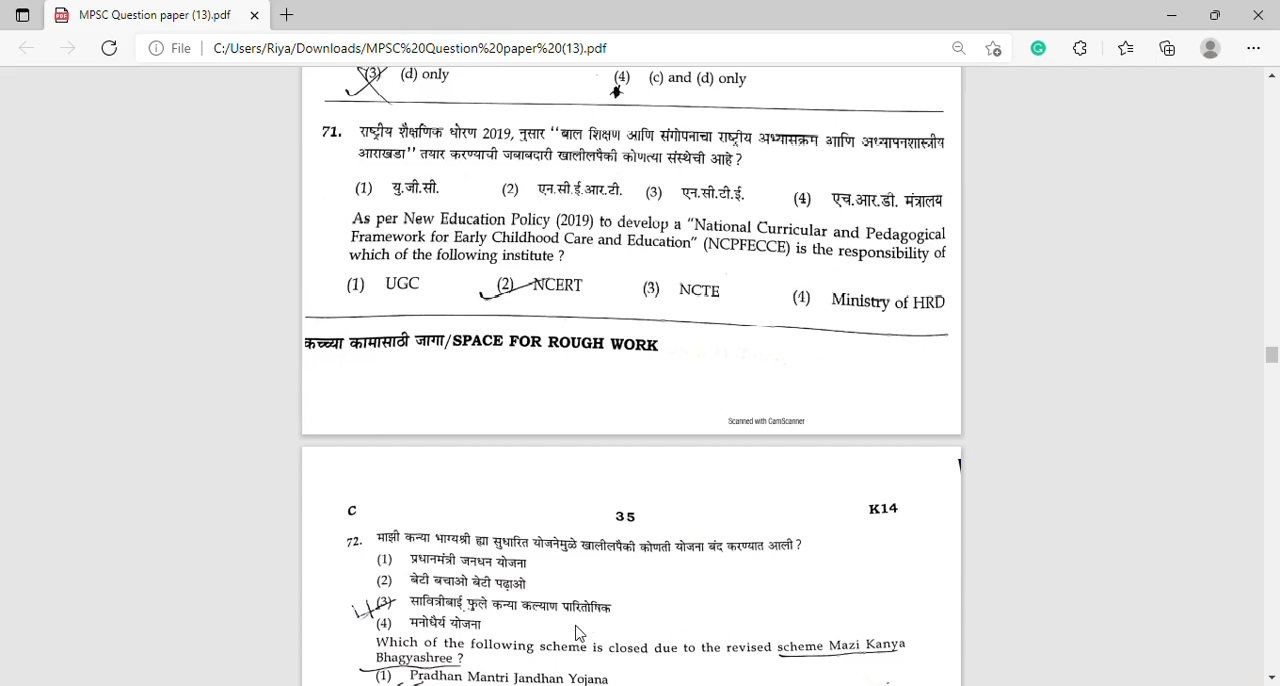 MPSC Question paper (13).pdf
File C:/Users/Riya/Downloads/MPSC%20Question%20paper%20(13).pdf
(3) (d) only (4) (c) and (d) only
71. राष्ट्रीय शैक्षणिक धोरण 2019, नुसार "बाल शिक्षण आणि संगोपनाचा राष्ट्रीय अभ्यासक्रम आणि अध्यापनशास्त्रीय
आराखडा" तयार करण्याची जबाबदारी खालीलपैकी कोणत्या संस्थेची आहे ?
(1) यु.जी.सी. (2) एन.सी.ई.आर.टी. (3) एन.सी.टी.ई. (4) एच.आर.डी. मंत्रालय
As per New Education Policy (2019) to develop a "National Curricular and Pedagogical
Framework for Early Childhood Care and Education" (NCPFECCE) is the responsibility of
which of the following institute ?
(1) UGC (2) NCERT (3) NCTE (4) Ministry of HRD
कच्च्या कामासाठी जागा/SPACE FOR ROUGH WORK
Scanned with CamScanner
C 35 K14
72. माझी कन्या भाग्यश्री ह्या सुधारित योजनेमुळे खालीलपैकी कोणती योजना बंद करण्यात आली ?
(1) प्रधानमंत्री जनधन योजना
(2) बेटी बचाओ बेटी पढ़ाओ
(3) सावित्रीबाई फुले कन्या कल्याण पारितोषिक
(4) मनोधैर्य योजना
Which of the following scheme is closed due to the revised scheme Mazi Kanya
Bhagyashree ?
(1) Pradhan Mantri Jandhan Yojana